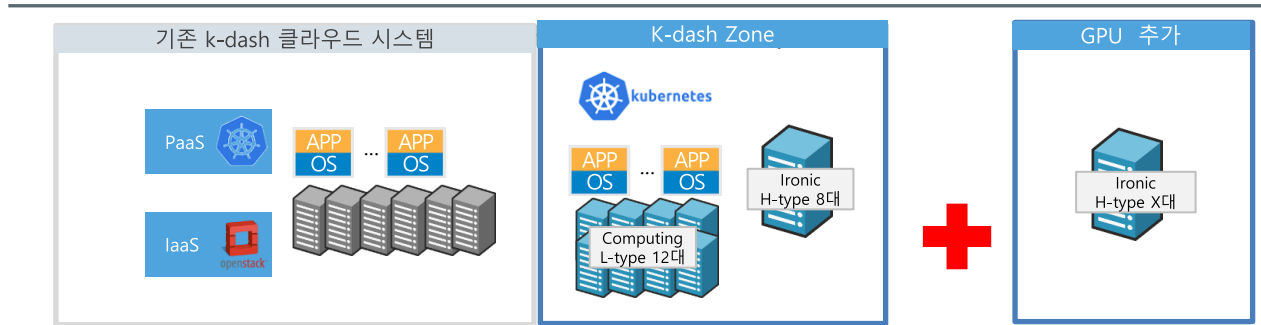 기존 k-dash 클라우드 시스템
PaaS
APP
OS
...
APP
OS
IaaS
openstack
K-dash Zone
kubernetes
APP
OS
...
APP
OS
Ironic
H-type 8대
Computing
L-type 12대
GPU 추가
Ironic
H-type X대